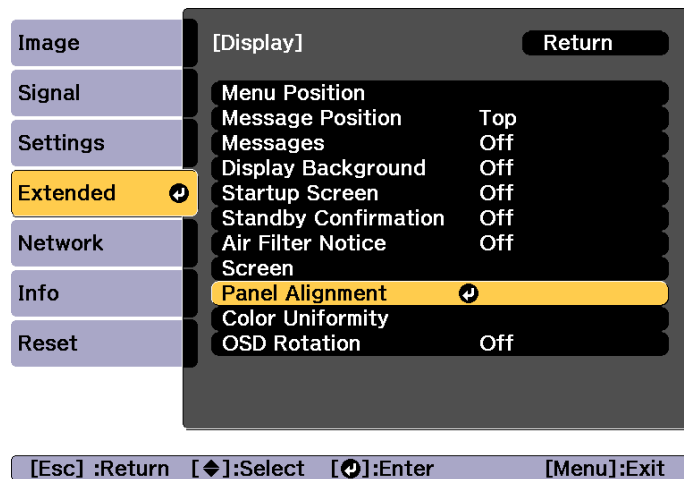 Image
Signal
Settings
Extended
Network
Info
Reset
[Display] Return
Menu Position
Message Position Top
Messages Off
Display Background Off
Startup Screen Off
Standby Confirmation Off
Air Filter Notice Off
Screen
Panel Alignment
Color Uniformity
OSD Rotation Off
[Esc] :Return [◆]:Select [↵]:Enter [Menu]:Exit